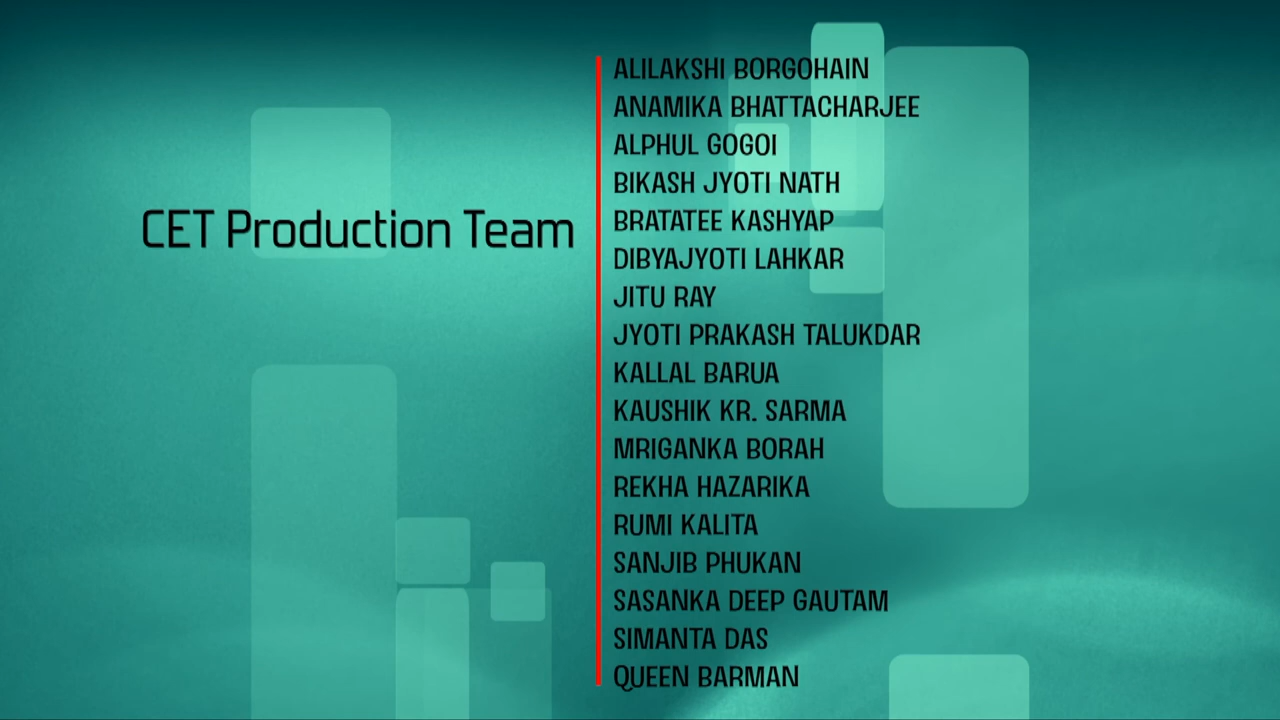 CET Production Team
ALILAKSHI BORGOHAIN
ANAMIKA BHATTACHARJEE
ALPHUL GOGOI
BIKASH JYOTI NATH
BRATATEE KASHYAP
DIBYAJYOTI LAHKAR
JITU RAY
JYOTI PRAKASH TALUKDAR
KALLAL BARUA
KAUSHIK KR. SARMA
MRIGANKA BORAH
REKHA HAZARIKA
RUMI KALITA
SANJIB PHUKAN
SASANKA DEEP GAUTAM
SIMANTA DAS
QUEEN BARMAN